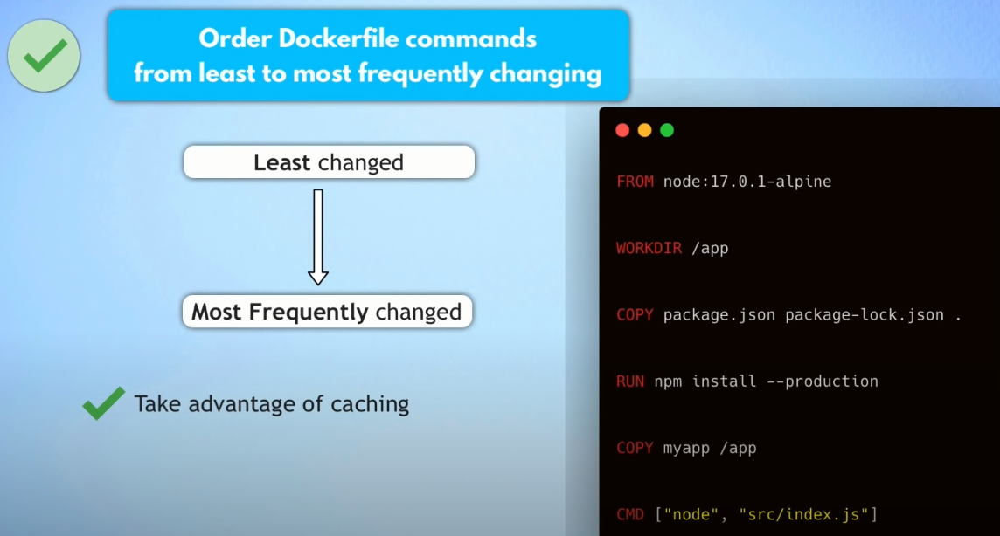 Order Dockerfile commands
from least to most frequently changing
Least changed
Most Frequently changed
Take advantage of caching
FROM node:17.0.1-alpine
WORKDIR /app
COPY package.json package-lock.json .
RUN npm install --production
COPY myapp /app
CMD ["node", "src/index.js"]